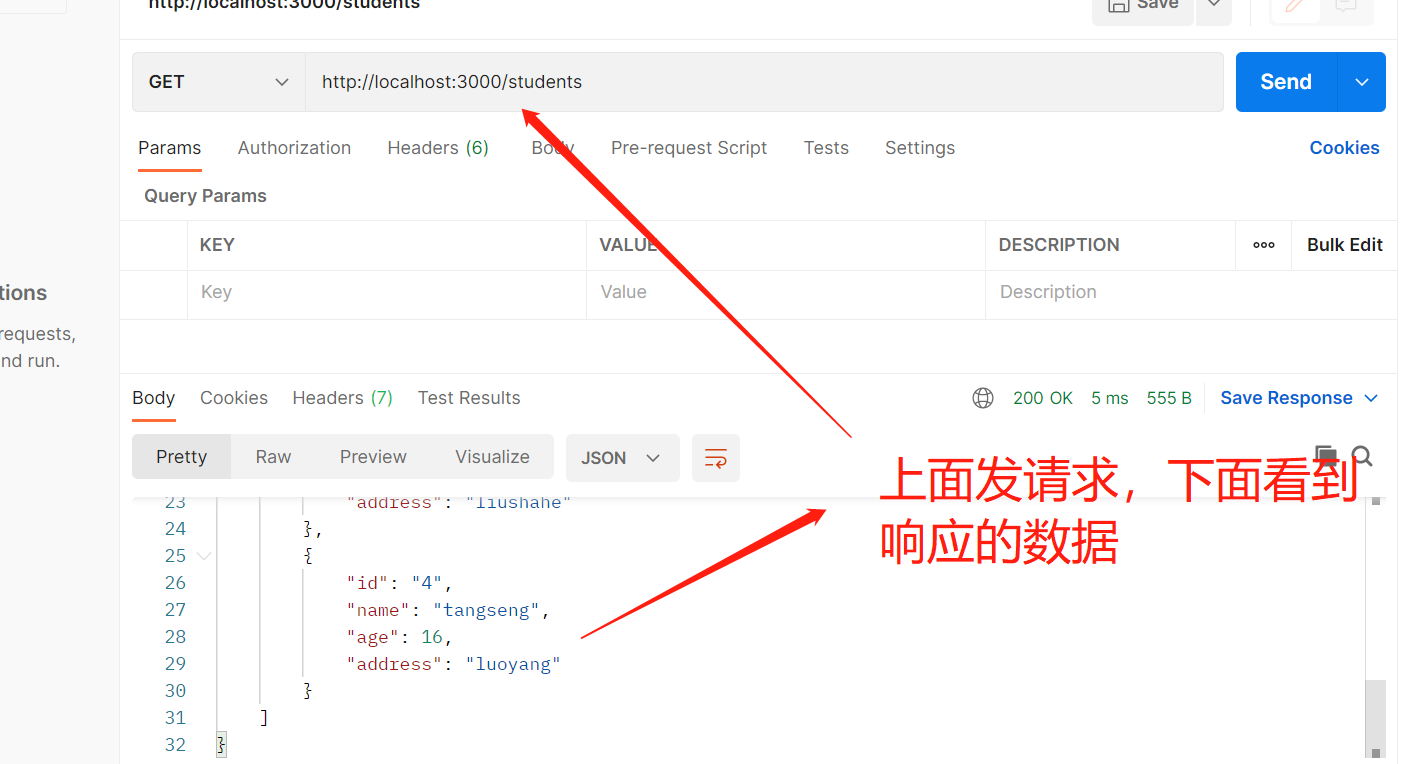 http://localhost:3000/students
Save
GET
http://localhost:3000/students
Send
Params Authorization Headers (6) Body Pre-request Script Tests Settings Cookies
Query Params
KEY VALUE DESCRIPTION ooo Bulk Edit
Key Value Description
tions
requests,
nd run.
Body Cookies Headers (7) Test Results 200 OK 5 ms 555 B Save Response
Pretty Raw Preview Visualize JSON
上面发请求，下面看到
响应的数据
23 "address": "liushahe"
24 },
25 {
26 "id": "4",
27 "name": "tangseng",
28 "age": 16,
29 "address": "luoyang"
30 }
31 ]
32 }